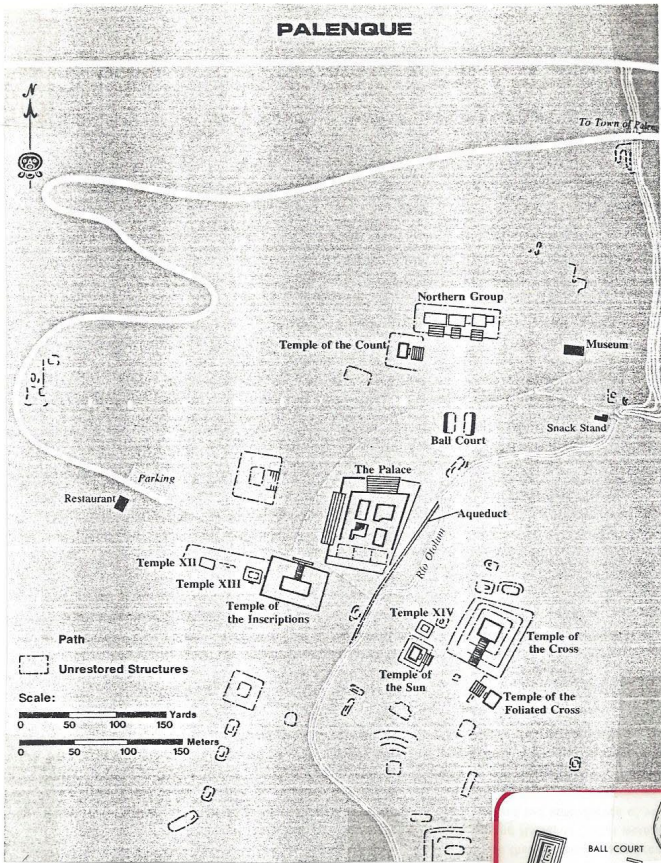 PALENQUE
N
To Town of
Northern Group
Temple of the Count
Museum
Snack Stand
Ball Court
The Palace
Parking
Restaurant
Aqueduct
Rio Otolum
Temple XII
Temple XIII
Temple of
the Inscriptions
Temple XIV
Temple of
the Cross
Temple of
the Sun
Temple of the
Foliated Cross
Path
Unrestored Structures
Scale:
Yards
0 50 100 150
Meters
0 50 100 150
BALL COURT